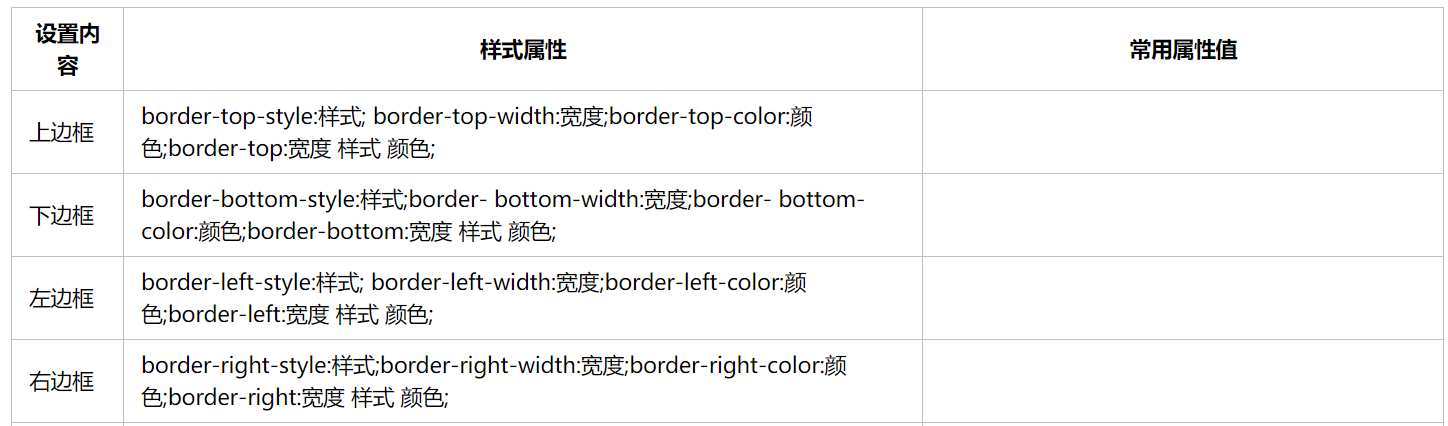 设置内
容
样式属性
常用属性值
上边框
border-top-style:样式; border-top-width:宽度;border-top-color:颜
色;border-top:宽度 样式 颜色;
下边框
border-bottom-style:样式;border- bottom-width:宽度;border- bottom-
color:颜色;border-bottom:宽度 样式 颜色;
左边框
border-left-style:样式; border-left-width:宽度;border-left-color:颜
色;border-left:宽度 样式 颜色;
右边框
border-right-style:样式;border-right-width:宽度;border-right-color:颜
色;border-right:宽度 样式 颜色;